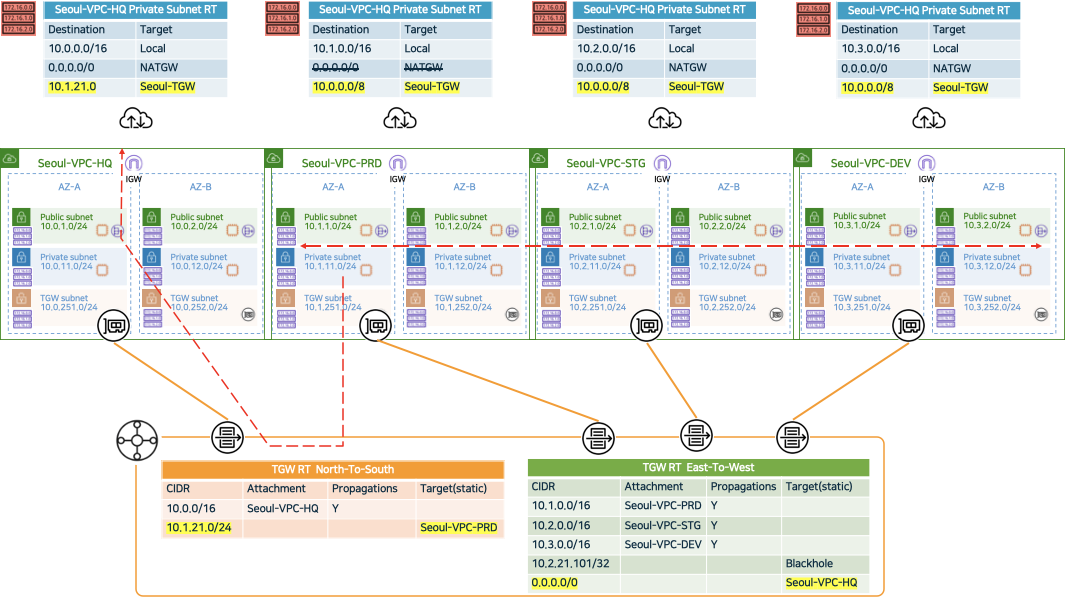 172.16.0.0
172.16.1.0
172.16.2.0
Seoul-VPC-HQ Private Subnet RT
Destination Target
10.0.0.0/16 Local
0.0.0.0/0 NATGW
10.1.21.0 Seoul-TGW
172.16.0.0
172.16.1.0
172.16.2.0
Seoul-VPC-HQ Private Subnet RT
Destination Target
10.1.0.0/16 Local
0.0.0.0/0 NATGW
10.0.0.0/8 Seoul-TGW
172.16.0.0
172.16.1.0
172.16.2.0
Seoul-VPC-HQ Private Subnet RT
Destination Target
10.2.0.0/16 Local
0.0.0.0/0 NATGW
10.0.0.0/8 Seoul-TGW
172.16.0.0
172.16.1.0
172.16.2.0
Seoul-VPC-HQ Private Subnet RT
Destination Target
10.3.0.0/16 Local
0.0.0.0/0 NATGW
10.0.0.0/8 Seoul-TGW
Seoul-VPC-HQ
IGW
AZ-A
Public subnet
10.0.1.0/24
Private subnet
10.0.11.0/24
TGW subnet
10.0.251.0/24
AZ-B
Public subnet
10.0.2.0/24
Private subnet
10.0.12.0/24
TGW subnet
10.0.252.0/24
Seoul-VPC-PRD
IGW
AZ-A
Public subnet
10.1.1.0/24
Private subnet
10.1.11.0/24
TGW subnet
10.1.251.0/24
AZ-B
Public subnet
10.1.2.0/24
Private subnet
10.1.12.0/24
TGW subnet
10.1.252.0/24
Seoul-VPC-STG
IGW
AZ-A
Public subnet
10.2.1.0/24
Private subnet
10.2.11.0/24
TGW subnet
10.2.251.0/24
AZ-B
Public subnet
10.2.2.0/24
Private subnet
10.2.12.0/24
TGW subnet
10.2.252.0/24
Seoul-VPC-DEV
IGW
AZ-A
Public subnet
10.3.1.0/24
Private subnet
10.3.11.0/24
TGW subnet
10.3.251.0/24
AZ-B
Public subnet
10.3.2.0/24
Private subnet
10.3.12.0/24
TGW subnet
10.3.252.0/24
TGW RT North-To-South
CIDR Attachment Propagations Target(static)
10.0.0/16 Seoul-VPC-HQ Y
10.1.21.0/24 Seoul-VPC-PRD
TGW RT East-To-West
CIDR Attachment Propagations Target(static)
10.1.0.0/16 Seoul-VPC-PRD Y
10.2.0.0/16 Seoul-VPC-STG Y
10.3.0.0/16 Seoul-VPC-DEV Y
10.2.21.101/32 Blackhole
0.0.0.0/0 Seoul-VPC-HQ